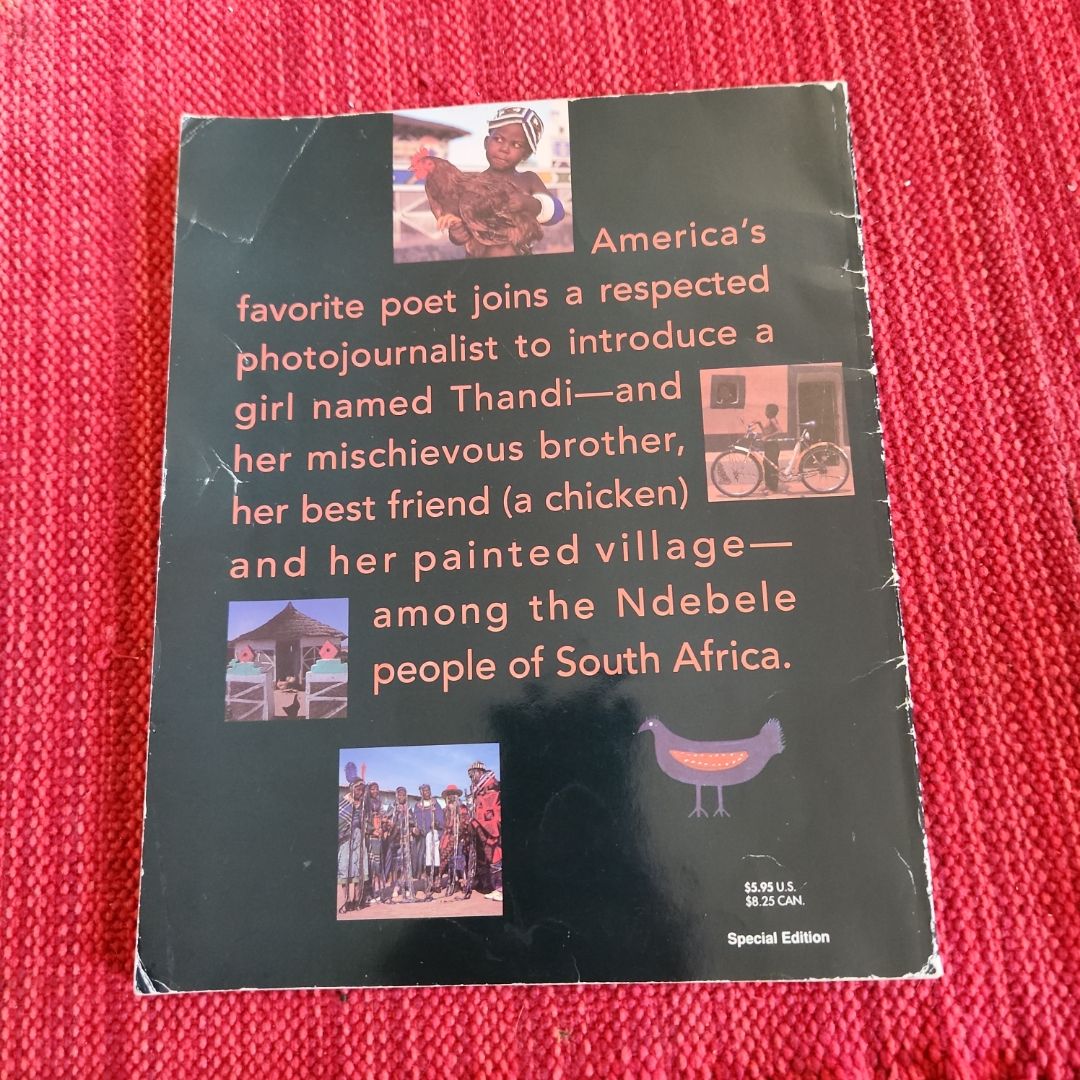 America's
favorite poet joins a respected
photojournalist to introduce a
girl named Thandi—and
her mischievous brother,
her best friend (a chicken)
and her painted village—
among the Ndebele
people of South Africa.
$5.95 U.S.
$8.25 CAN.
Special Edition